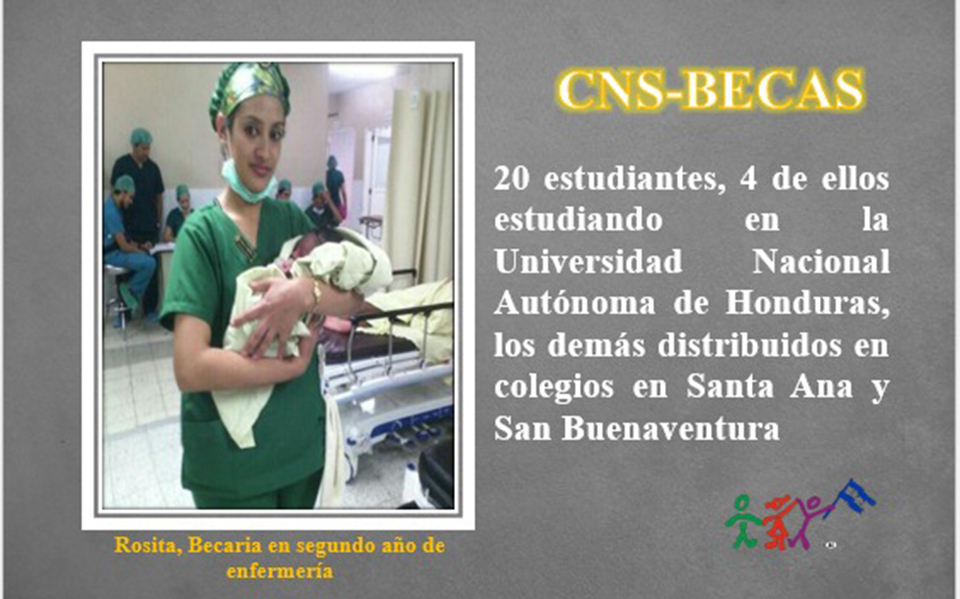 CNS-BECAS
20 estudiantes, 4 de ellos
estudiando en la
Universidad Nacional
Autónoma de Honduras,
los demás distribuidos en
colegios en Santa Ana y
San Buenaventura
Rosita, Becaria en segundo año de
enfermería